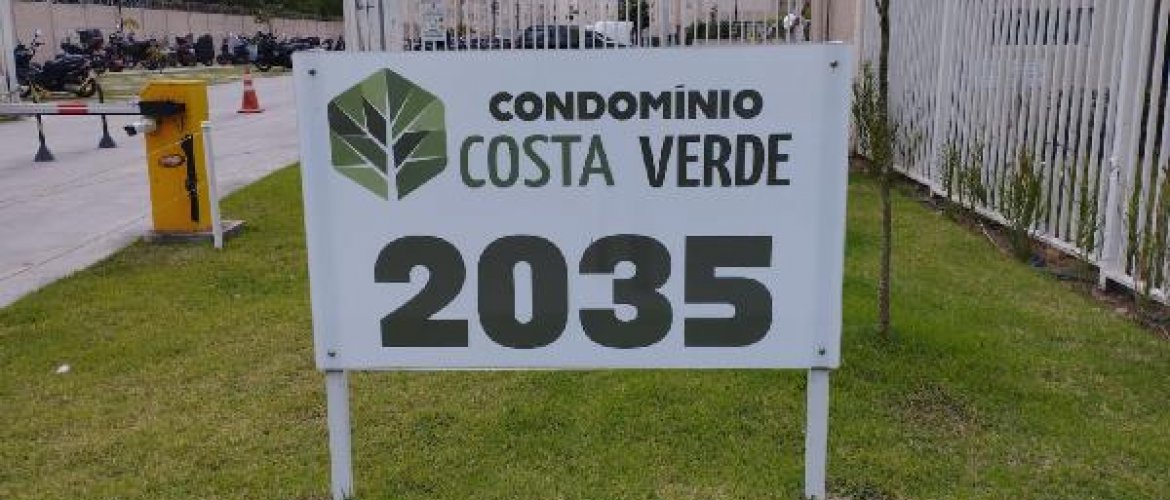 CONDOMÍNIO
COSTA VERDE
2035